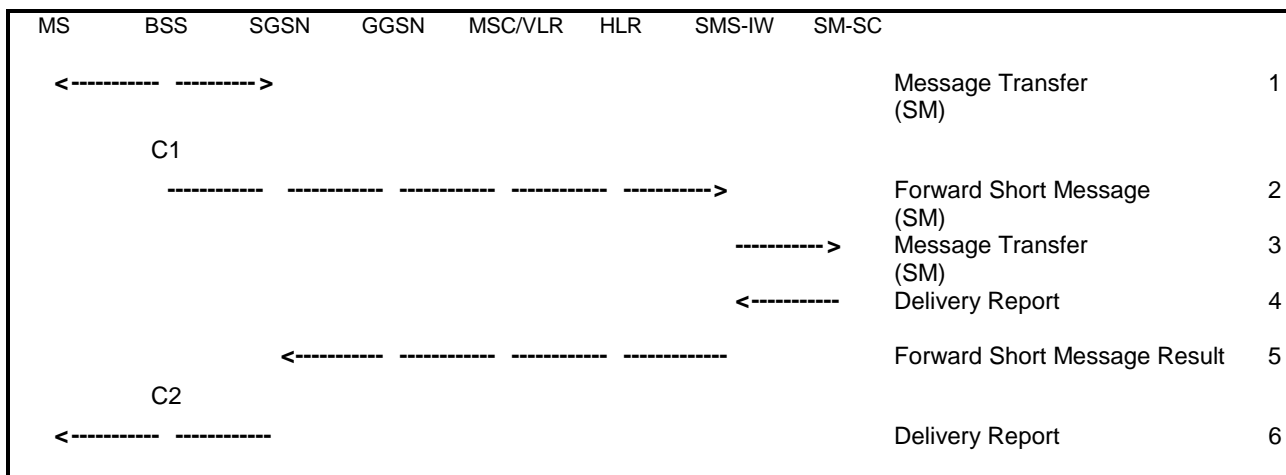 MS BSS SGSN GGSN MSC/VLR HLR SMS-IW SM-SC
Message Transfer 1
(SM)
C1
Forward Short Message 2
(SM)
Message Transfer 3
(SM)
Delivery Report 4
Forward Short Message Result 5
C2
Delivery Report 6